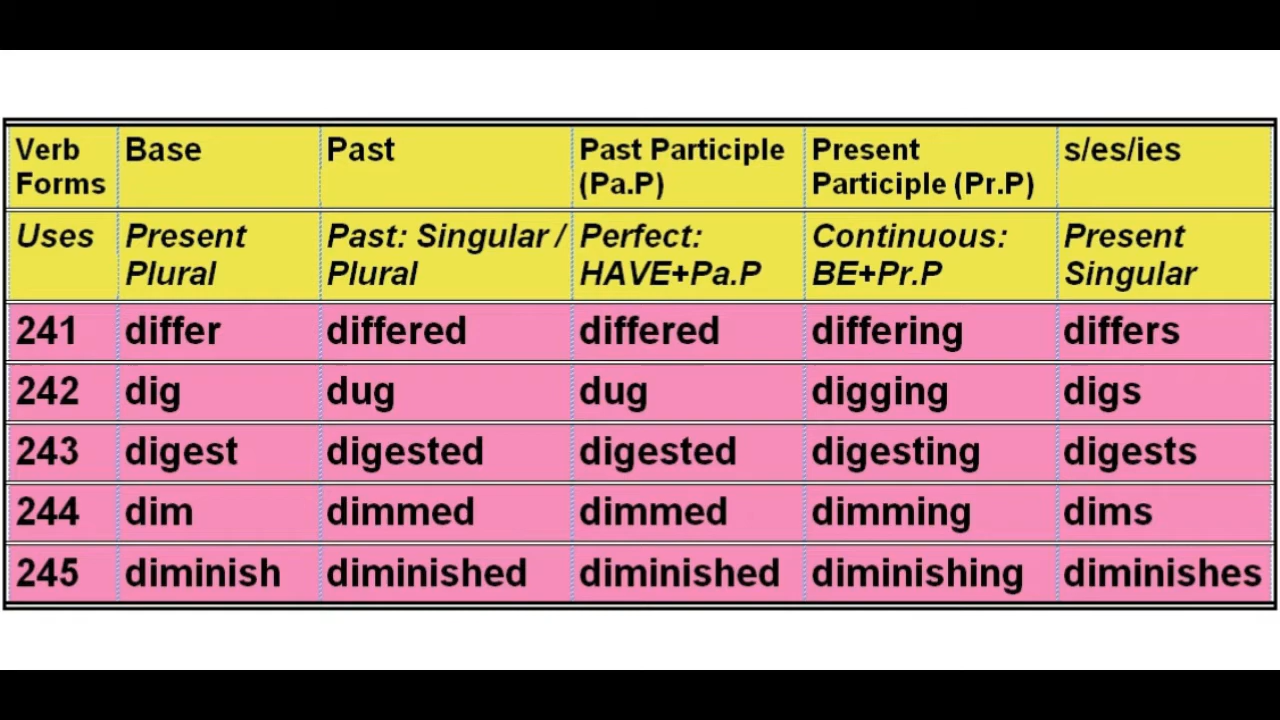 Verb Forms Base Past Past Participle (Pa.P) Present Participle (Pr.P) s/es/ies
Uses Present Plural Past: Singular / Plural Perfect: HAVE+Pa.P Continuous: BE+Pr.P Present Singular
241 differ differed differed differing differs
242 dig dug dug digging digs
243 digest digested digested digesting digests
244 dim dimmed dimmed dimming dims
245 diminish diminished diminished diminishing diminishes